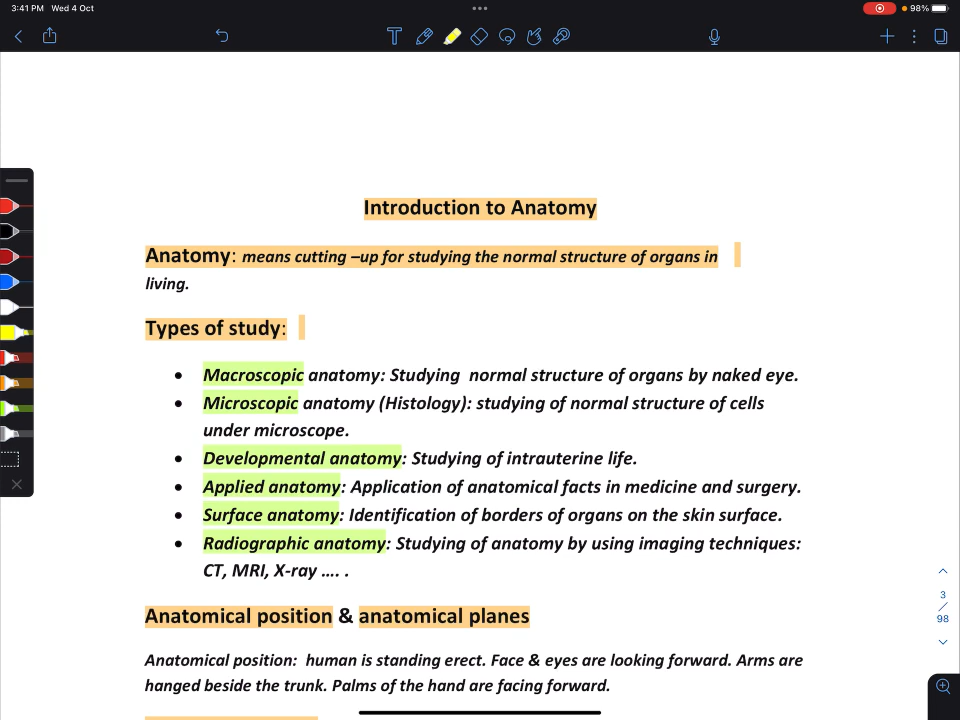 3:41 PM Wed 4 Oct
98%
Introduction to Anatomy
Anatomy: means cutting –up for studying the normal structure of organs in
living.
Types of study:
• Macroscopic anatomy: Studying normal structure of organs by naked eye.
• Microscopic anatomy (Histology): studying of normal structure of cells
under microscope.
• Developmental anatomy: Studying of intrauterine life.
• Applied anatomy: Application of anatomical facts in medicine and surgery.
• Surface anatomy: Identification of borders of organs on the skin surface.
• Radiographic anatomy: Studying of anatomy by using imaging techniques:
CT, MRI, X-ray .... .
Anatomical position & anatomical planes
Anatomical position: human is standing erect. Face & eyes are looking forward. Arms are
hanged beside the trunk. Palms of the hand are facing forward.
3
/
98